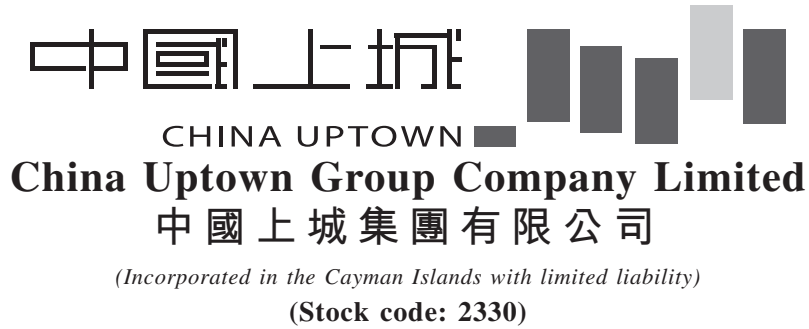 中國上城
CHINA UPTOWN
China Uptown Group Company Limited
中國上城集團有限公司
(Incorporated in the Cayman Islands with limited liability)
(Stock code: 2330)